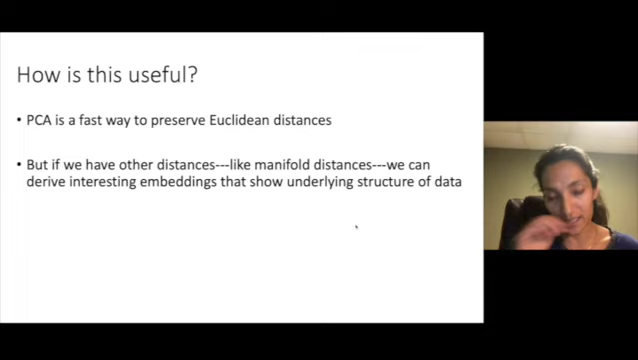 How is this useful?
• PCA is a fast way to preserve Euclidean distances
• But if we have other distances---like manifold distances---we can
derive interesting embeddings that show underlying structure of data